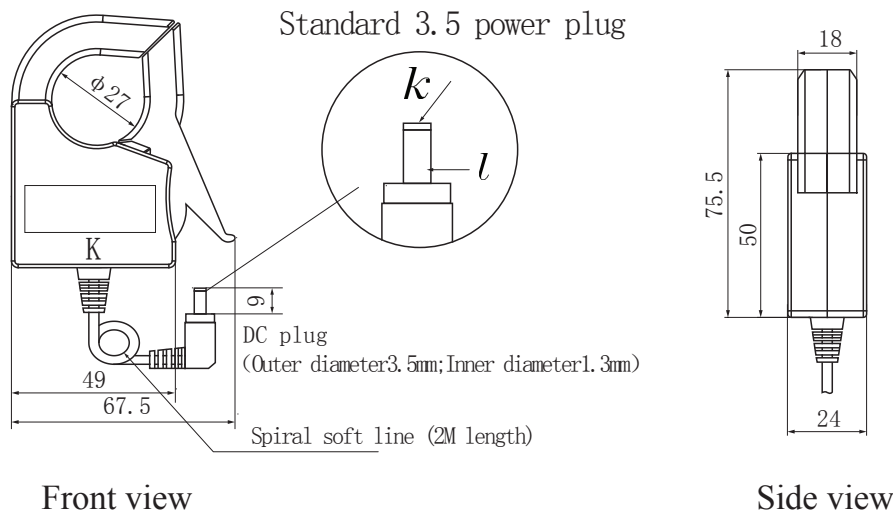 Standard 3.5 power plug
k
l
φ27
K
9
DC plug
(Outer diameter3.5mm;Inner diameter1.3mm)
49
67.5
Spiral soft line (2M length)
Front view
18
75.5
50
24
Side view